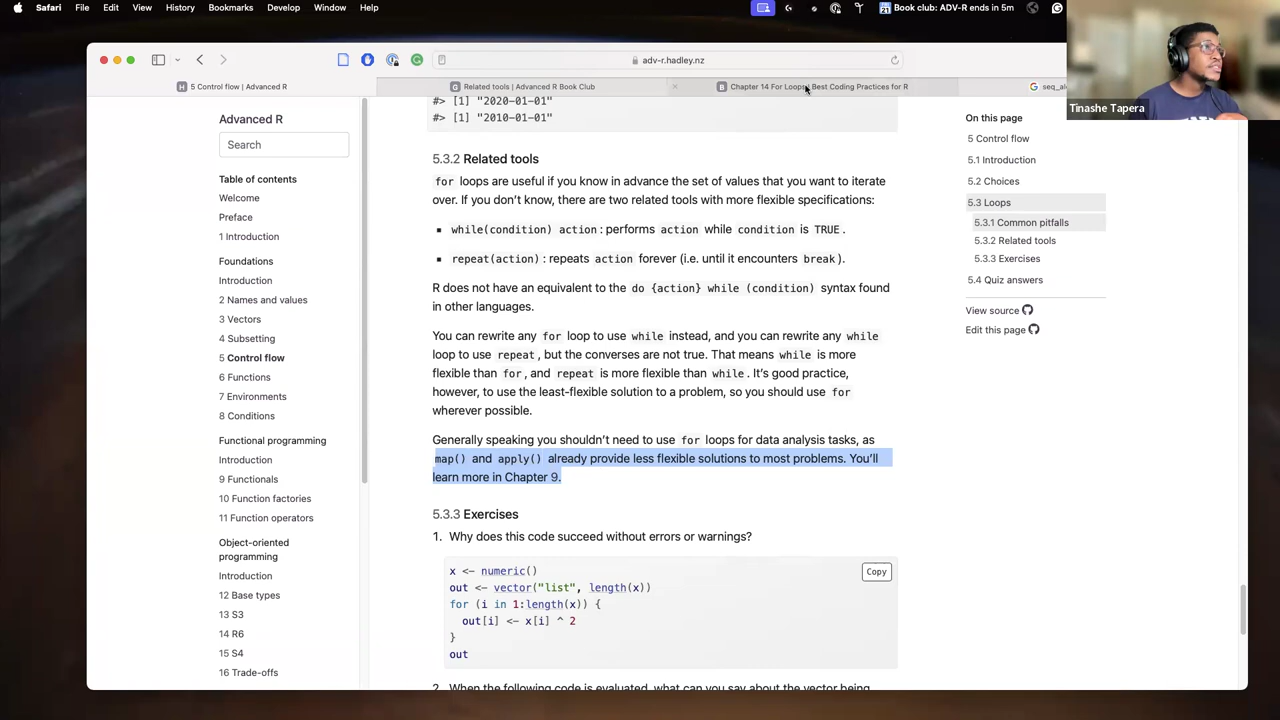 Safari File Edit View History Bookmarks Develop Window Help
21 Book club: ADV-R ends in 5m
adv-r.hadley.nz
5 Control flow | Advanced R
Related tools | Advanced R Book Club
Chapter 14 For Loops | Best Coding Practices for R
Tinashe Tapera
Advanced R
Search
Table of contents
Welcome
Preface
1 Introduction
Foundations
Introduction
2 Names and values
3 Vectors
4 Subsetting
5 Control flow
6 Functions
7 Environments
8 Conditions
Functional programming
Introduction
9 Functionals
10 Function factories
11 Function operators
Object-oriented
programming
Introduction
12 Base types
13 S3
14 R6
15 S4
16 Trade-offs
#> [1] "2020-01-01"
#> [1] "2010-01-01"
5.3.2 Related tools
for loops are useful if you know in advance the set of values that you want to iterate
over. If you don't know, there are two related tools with more flexible specifications:
▪ while(condition) action : performs action while condition is TRUE .
▪ repeat(action) : repeats action forever (i.e. until it encounters break ).
R does not have an equivalent to the do {action} while (condition) syntax found
in other languages.
You can rewrite any for loop to use while instead, and you can rewrite any while
loop to use repeat , but the converses are not true. That means while is more
flexible than for , and repeat is more flexible than while . It's good practice,
however, to use the least-flexible solution to a problem, so you should use for
wherever possible.
Generally speaking you shouldn't need to use for loops for data analysis tasks, as
map() and apply() already provide less flexible solutions to most problems. You'll
learn more in Chapter 9.
5.3.3 Exercises
1. Why does this code succeed without errors or warnings?
x <- numeric()
out <- vector("list", length(x))
for (i in 1:length(x)) {
out[i] <- x[i] ^ 2
}
out
Copy
2. When the following code is evaluated, what can you say about the vector being
On this page
5 Control flow
5.1 Introduction
5.2 Choices
5.3 Loops
5.3.1 Common pitfalls
5.3.2 Related tools
5.3.3 Exercises
5.4 Quiz answers
View source
Edit this page